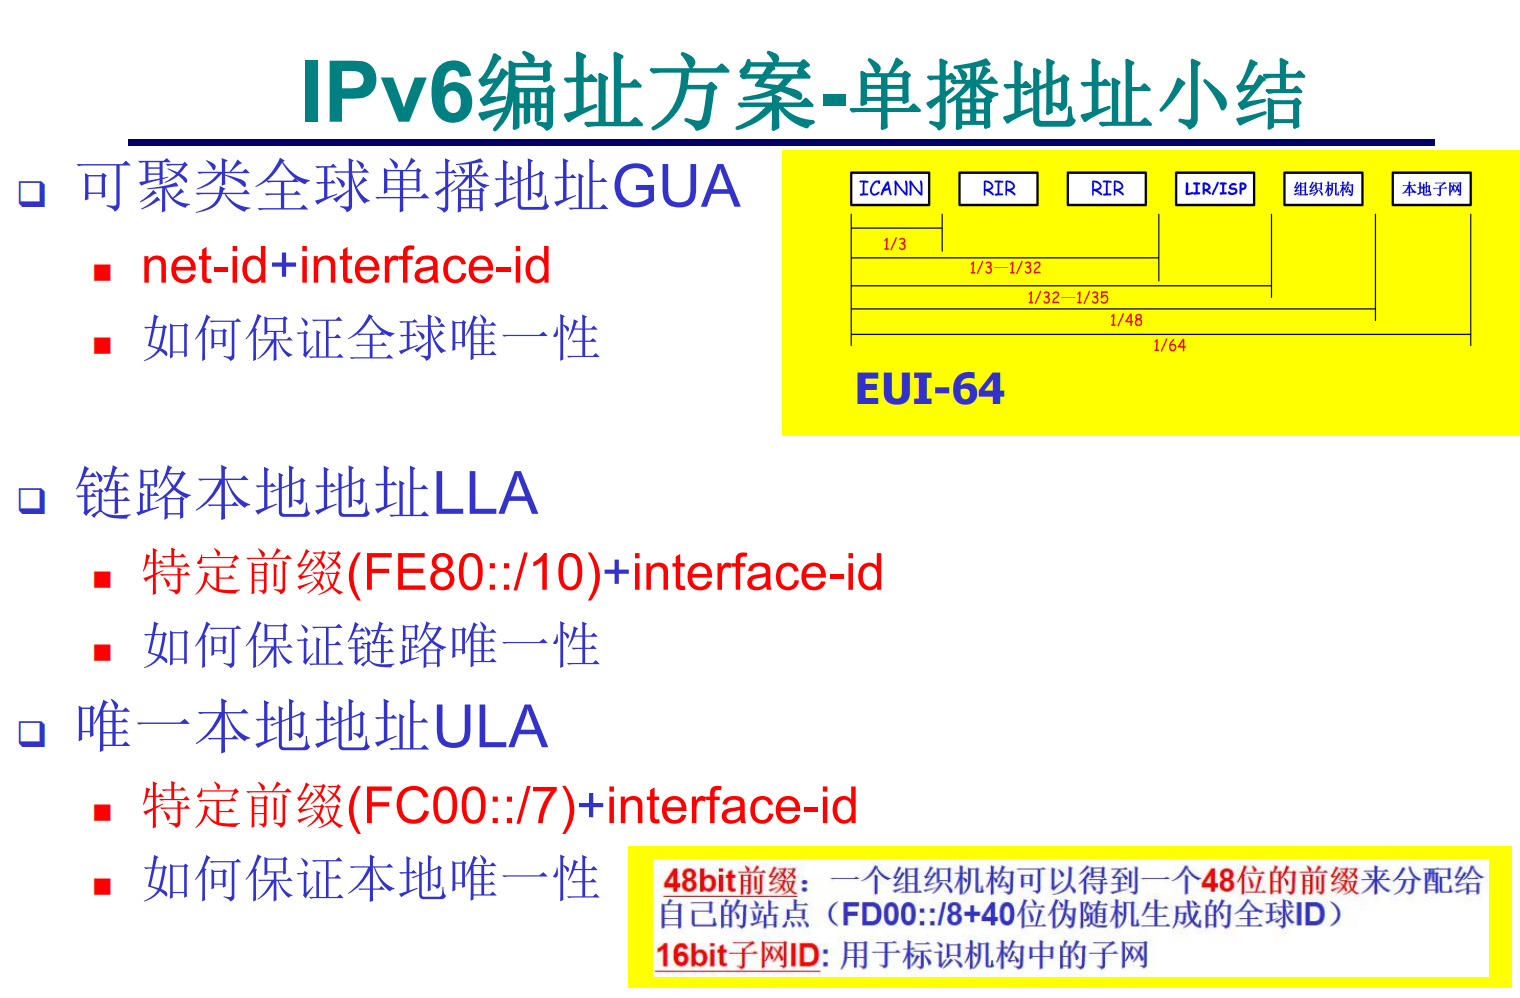 IPv6编址方案-单播地址小结
可聚类全球单播地址GUA
net-id+interface-id
如何保证全球唯一性
ICANN RIR RIR LIR/ISP 组织机构 本地子网
1/3
1/3—1/32
1/32—1/35
1/48
1/64
EUI-64
链路本地地址LLA
特定前缀(FE80::/10)+interface-id
如何保证链路唯一性
唯一本地地址ULA
特定前缀(FC00::/7)+interface-id
如何保证本地唯一性
48bit前缀：一个组织机构可以得到一个48位的前缀来分配给
自己的站点（FD00::/8+40位伪随机生成的全球ID）
16bit子网ID: 用于标识机构中的子网